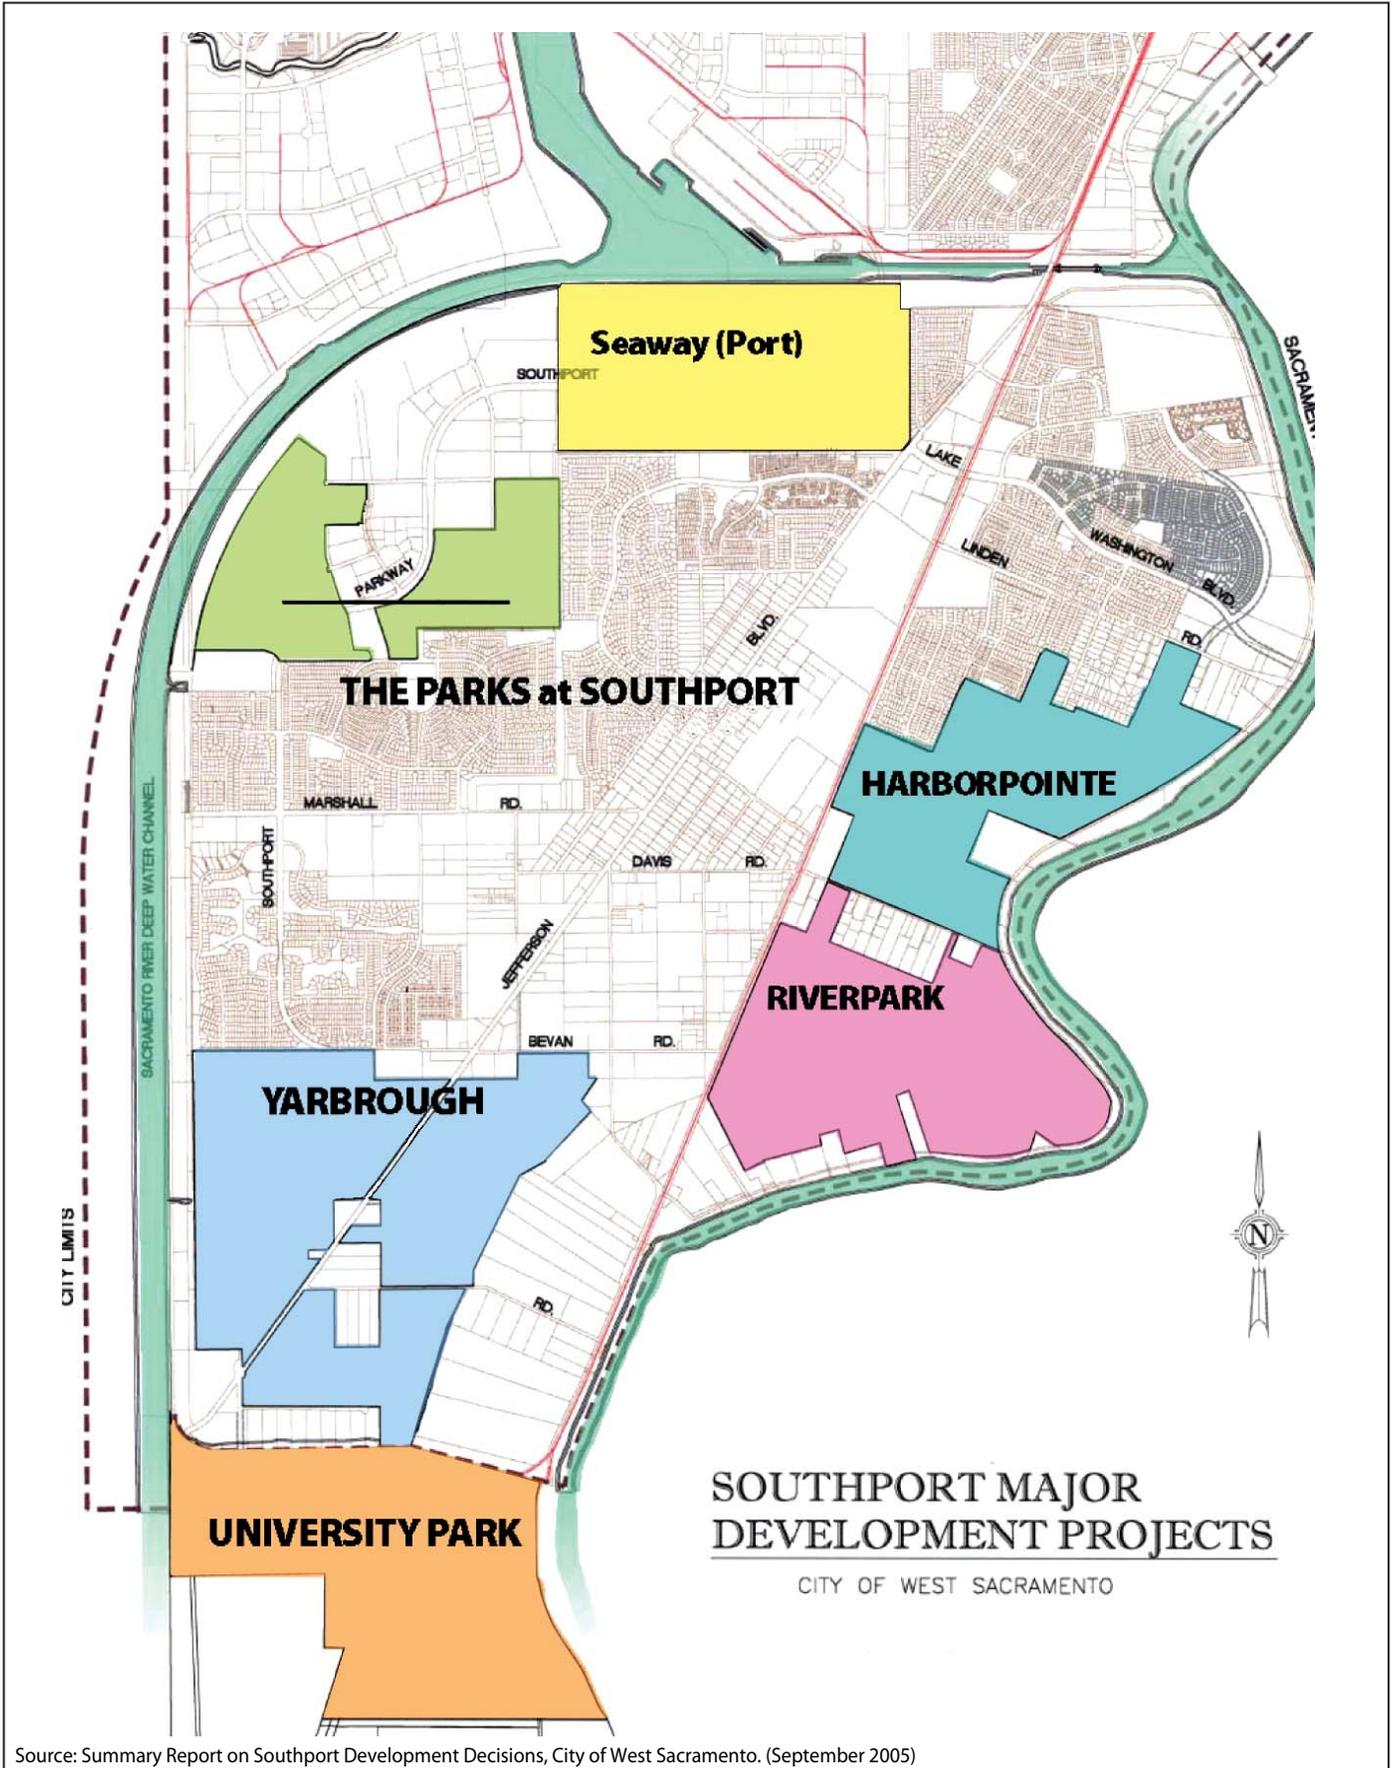 Seaway (Port)
SOUTHPORT
SACRAMEN
LAKE
WASHINGTON
LINDEN
BLVD.
PARKWAY
BLVD.
RD.
THE PARKS at SOUTHPORT
HARBORPOINTE
MARSHALL RD.
SOUTHPORT
DAVIS RD.
SACRAMENTO RIVER DEEP WATER CHANNEL
JEFFERSON
RIVERPARK
BEVAN RD.
YARBROUGH
CITY LIMITS
N
RD.
SOUTHPORT MAJOR
DEVELOPMENT PROJECTS
CITY OF WEST SACRAMENTO
UNIVERSITY PARK
Source: Summary Report on Southport Development Decisions, City of West Sacramento. (September 2005)